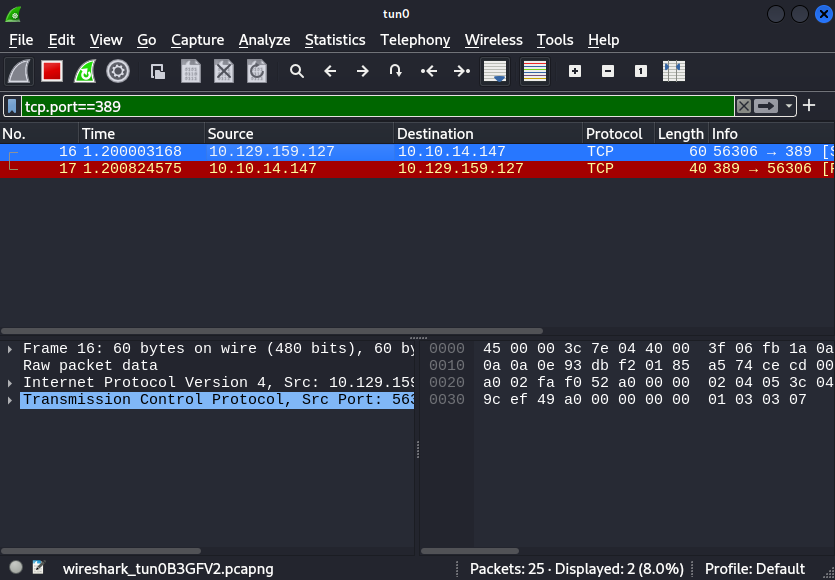 tun0
File Edit View Go Capture Analyze Statistics Telephony Wireless Tools Help
tcp.port==389
No. Time Source Destination Protocol Length Info
16 1.200003168 10.129.159.127 10.10.14.147 TCP 60 56306 → 389 [S
17 1.200824575 10.10.14.147 10.129.159.127 TCP 40 389 → 56306 [R
Frame 16: 60 bytes on wire (480 bits), 60 by
Raw packet data
Internet Protocol Version 4, Src: 10.129.159
Transmission Control Protocol, Src Port: 563
0000 45 00 00 3c 7e 04 40 00 3f 06 fb 1a 0a
0010 0a 0a 0e 93 db f2 01 85 a5 74 ce cd 00
0020 a0 02 fa f0 52 a0 00 00 02 04 05 3c 04
0030 9c ef 49 a0 00 00 00 00 01 03 03 07
wireshark_tun0B3GFV2.pcapng
Packets: 25 · Displayed: 2 (8.0%)
Profile: Default